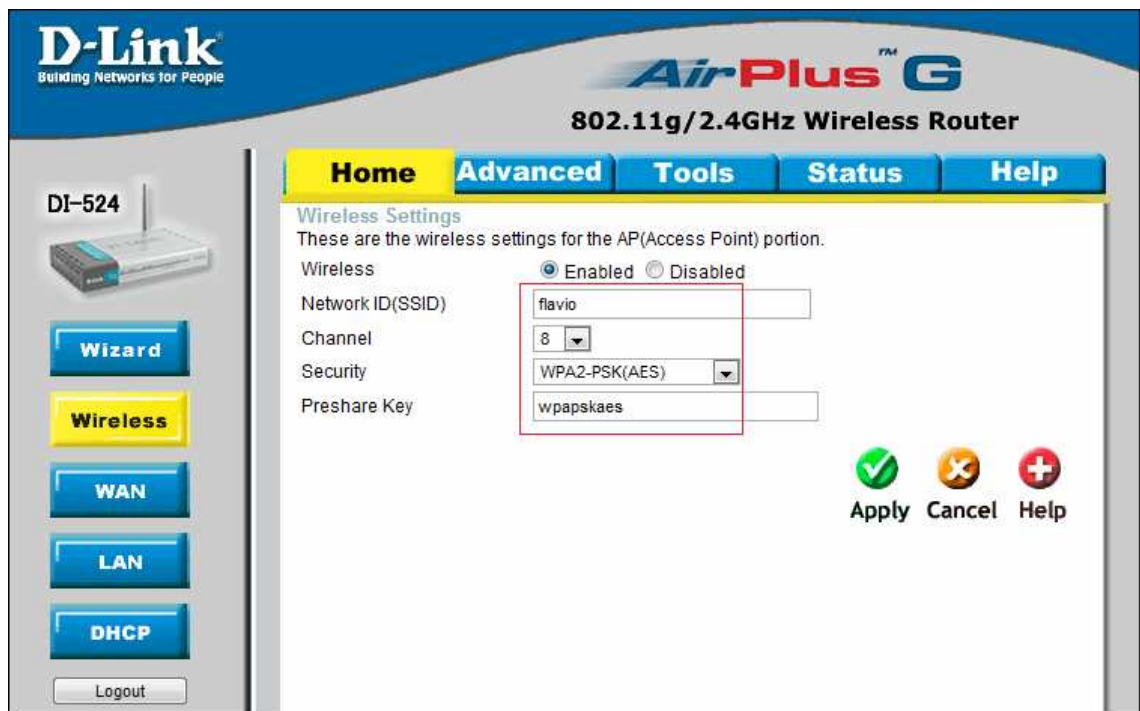 D-Link
Building Networks for People
AirPlus™G
802.11g/2.4GHz Wireless Router
DI-524
Home Advanced Tools Status Help
Wireless Settings
These are the wireless settings for the AP(Access Point) portion.
Wireless Enabled Disabled
Network ID(SSID) flavio
Channel 8
Security WPA2-PSK(AES)
Preshare Key wpapskaes
Apply Cancel Help
Wizard
Wireless
WAN
LAN
DHCP
Logout